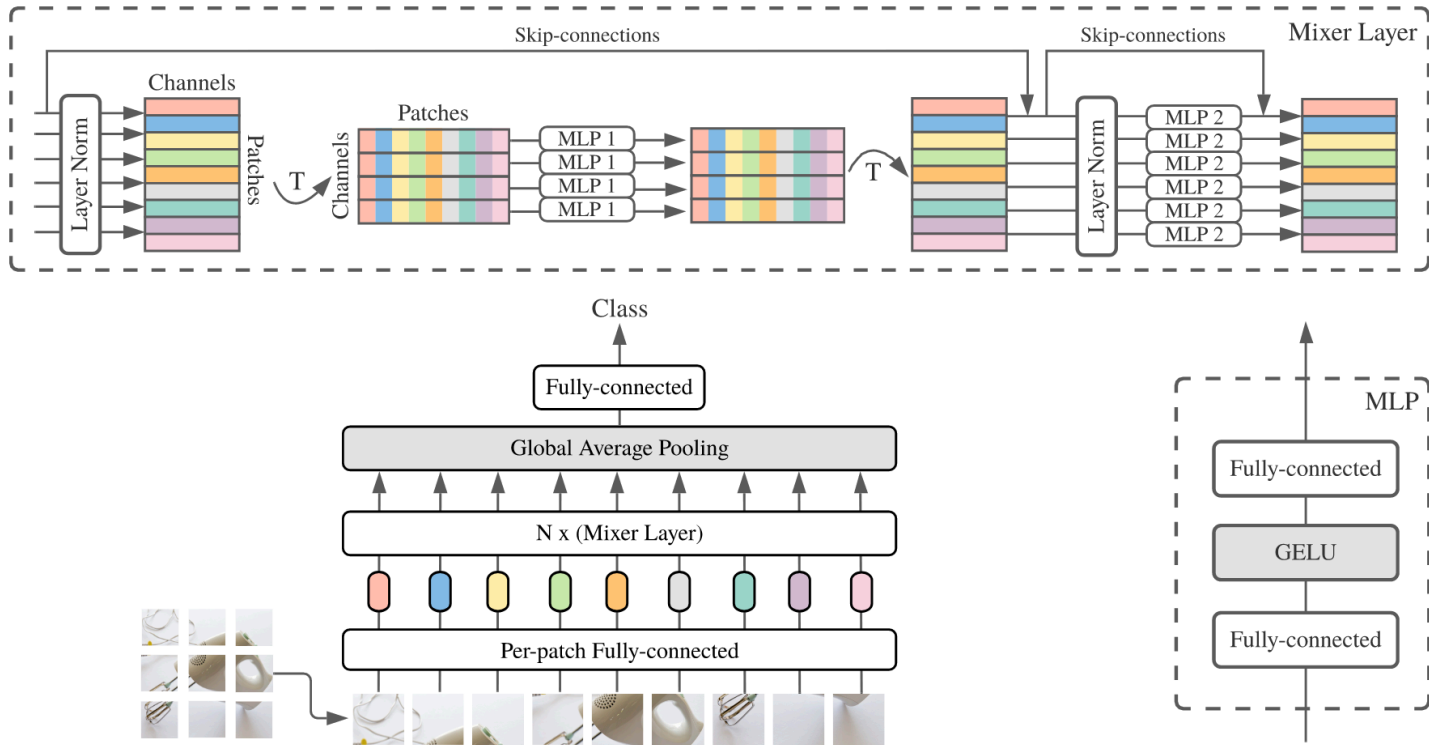 Skip-connections
Skip-connections
Mixer Layer
Channels
Layer Norm
Patches
T
Patches
Channels
MLP 1
MLP 1
MLP 1
MLP 1
T
Layer Norm
MLP 2
MLP 2
MLP 2
MLP 2
MLP 2
MLP 2
Class
Fully-connected
Global Average Pooling
N x (Mixer Layer)
Per-patch Fully-connected
MLP
Fully-connected
GELU
Fully-connected